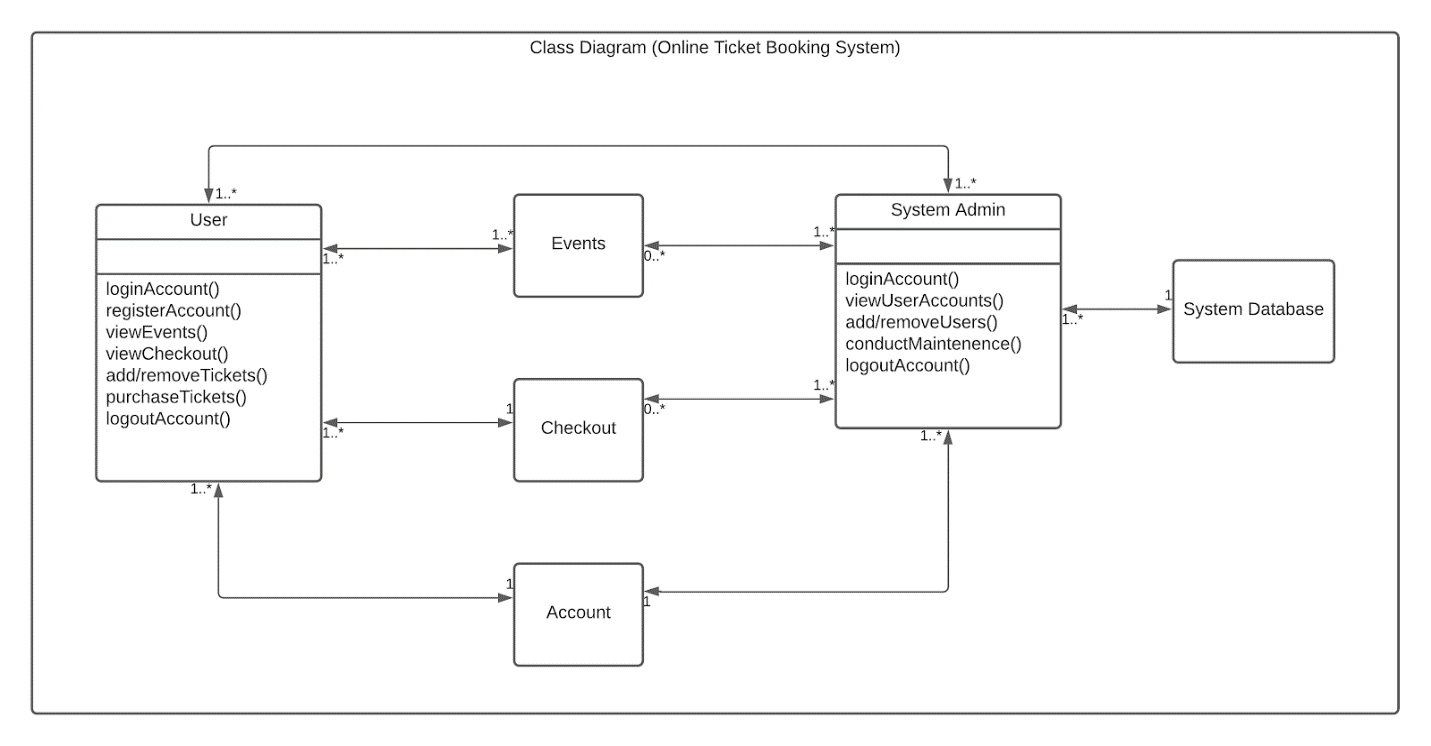 Class Diagram (Online Ticket Booking System)
1..*
1..*
User
loginAccount()
registerAccount()
viewEvents()
viewCheckout()
add/removeTickets()
purchaseTickets()
logoutAccount()
1..*
1..*
Events
0..*
1..*
System Admin
loginAccount()
viewUserAccounts()
add/removeUsers()
conductMaintenence()
logoutAccount()
1..*
1
System Database
1..*
1
Checkout
0..*
1..*
1..*
1
Account
1
1..*